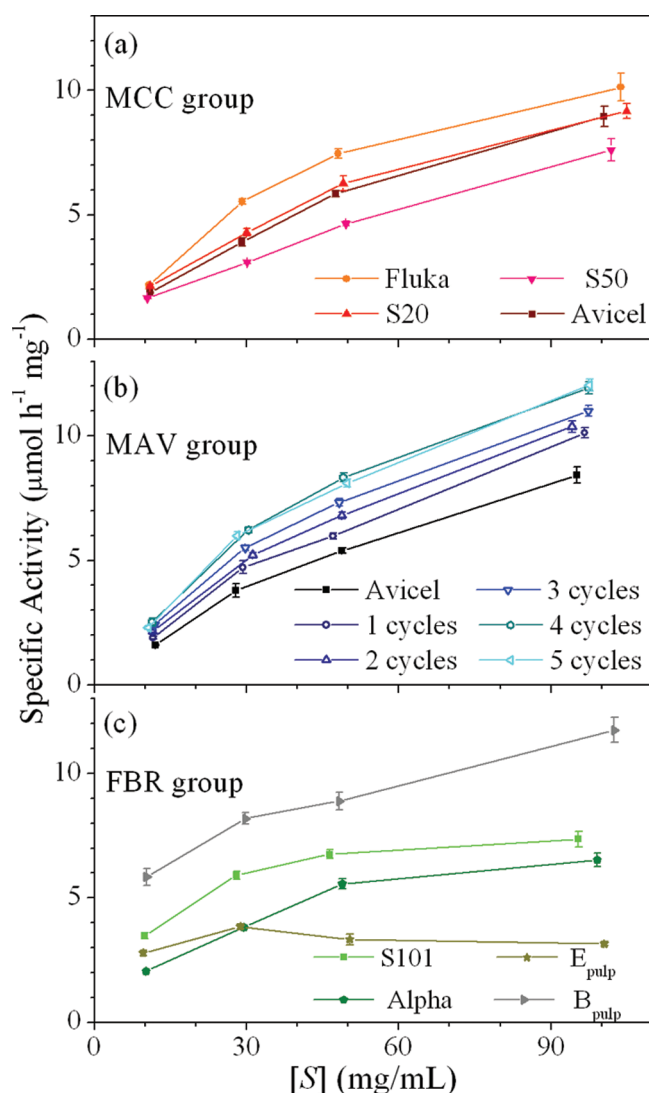 (a)
MCC group
10
5
0
Fluka
S50
S20
Avicel
(b)
MAV group
10
5
0
Avicel
3 cycles
1 cycles
4 cycles
2 cycles
5 cycles
(c)
FBR group
10
5
0
S101
E_pulp
Alpha
B_pulp
0 30 60 90
[S] (mg/mL)
Specific Activity (μmol h⁻¹ mg⁻¹)